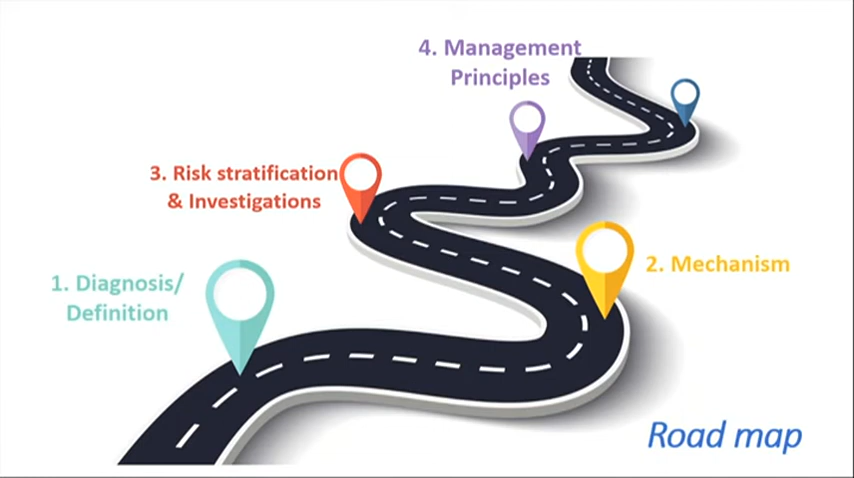 4. Management
Principles
3. Risk stratification
& Investigations
2. Mechanism
1. Diagnosis/
Definition
Road map